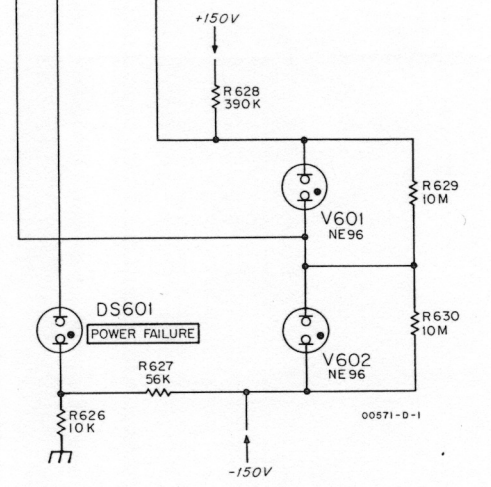 +150V
R628
390K
R629
10M
V601
NE96
DS601
POWER FAILURE
R630
10M
V602
NE96
R627
56K
R626
10K
00571-D-1
-150V